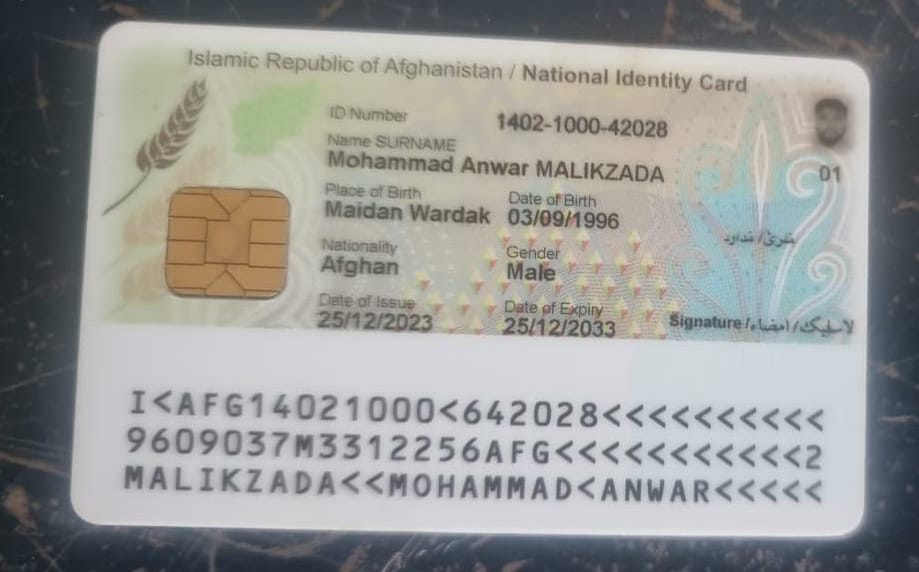 Islamic Republic of Afghanistan / National Identity Card
ID Number 1402-1000-42028
Name SURNAME
Mohammad Anwar MALIKZADA
01
Place of Birth Date of Birth
Maidan Wardak 03/09/1996
نلري/ ندارد
Nationality Gender
Afghan Male
Date of Issue Date of Expiry
25/12/2023 25/12/2033
Signature/لاسلیک/امضاء
I<AFG14021000<642028<<<<<<<<<<
9609037M3312256AFG<<<<<<<<<<<2
MALIKZADA<<MOHAMMAD<ANWAR<<<<<